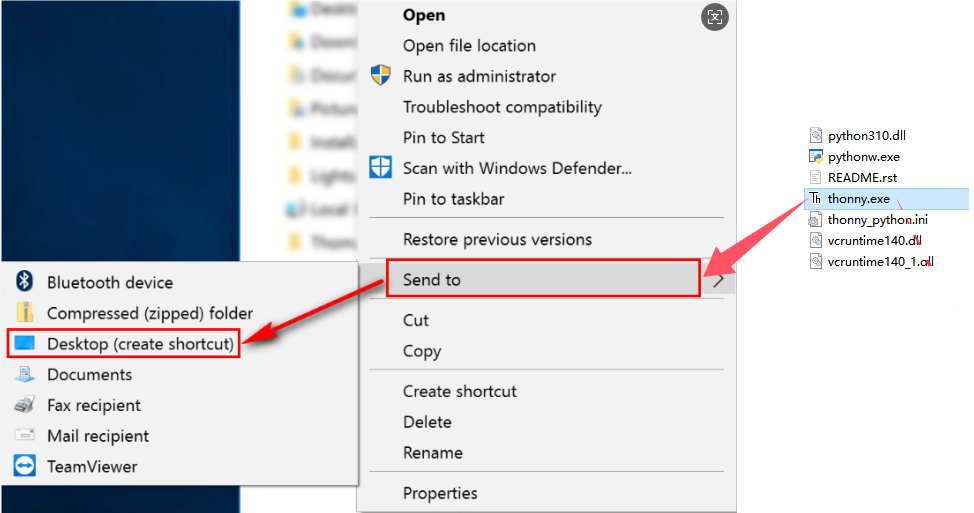 Open
Open file location
Run as administrator
Troubleshoot compatibility
Pin to Start
Scan with Windows Defender...
Pin to taskbar
Restore previous versions
Send to
Cut
Copy
Create shortcut
Delete
Rename
Properties
Bluetooth device
Compressed (zipped) folder
Desktop (create shortcut)
Documents
Fax recipient
Mail recipient
TeamViewer
python310.dll
pythonw.exe
README.rst
Th thonny.exe
thonny_python.ini
vcruntime140.dll
vcruntime140_1.dll